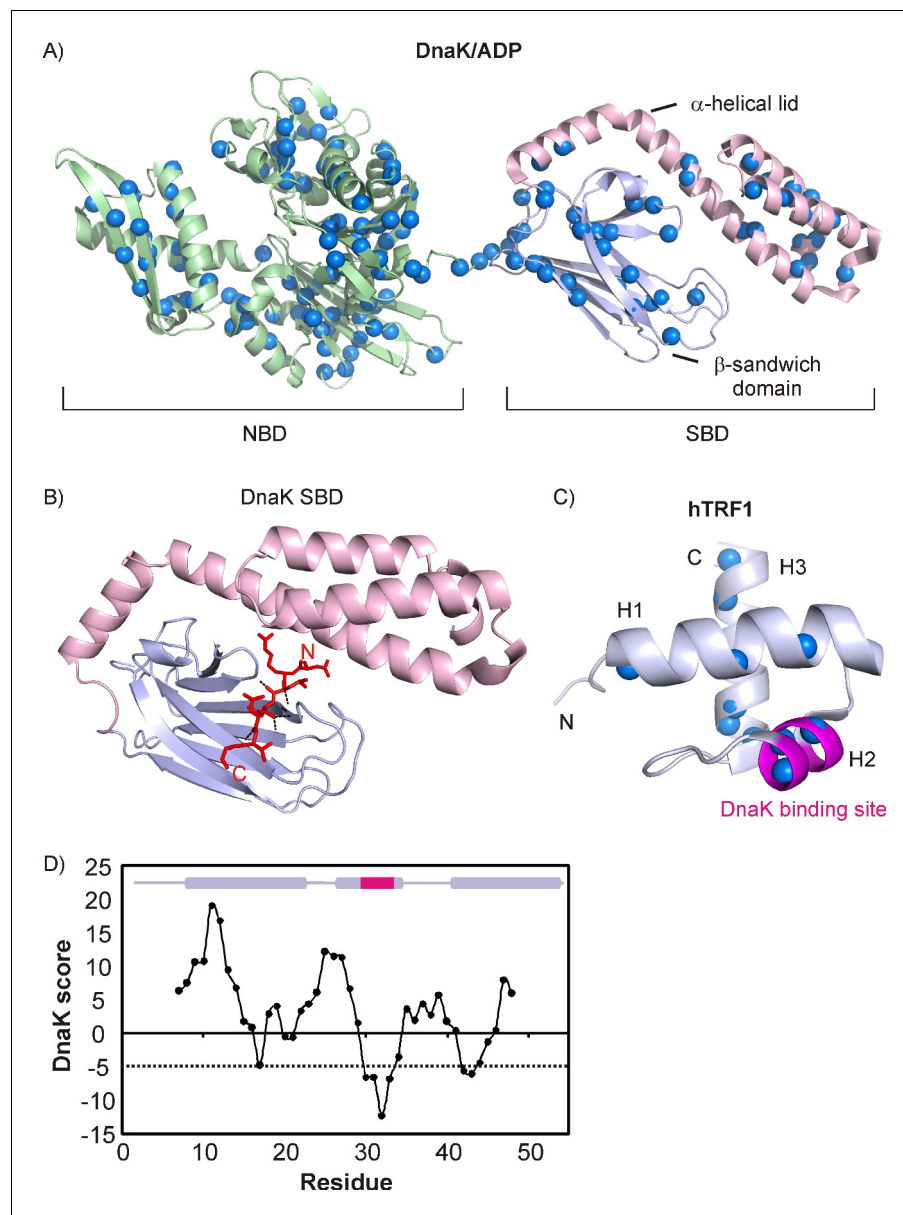 A)
DnaK/ADP
α-helical lid
β-sandwich
domain
NBD
SBD
B)
DnaK SBD
N
C
C)
hTRF1
C
H3
H1
N
H2
DnaK binding site
D)
25
20
15
10
5
0
-5
-10
-15
DnaK score
0 10 20 30 40 50
Residue